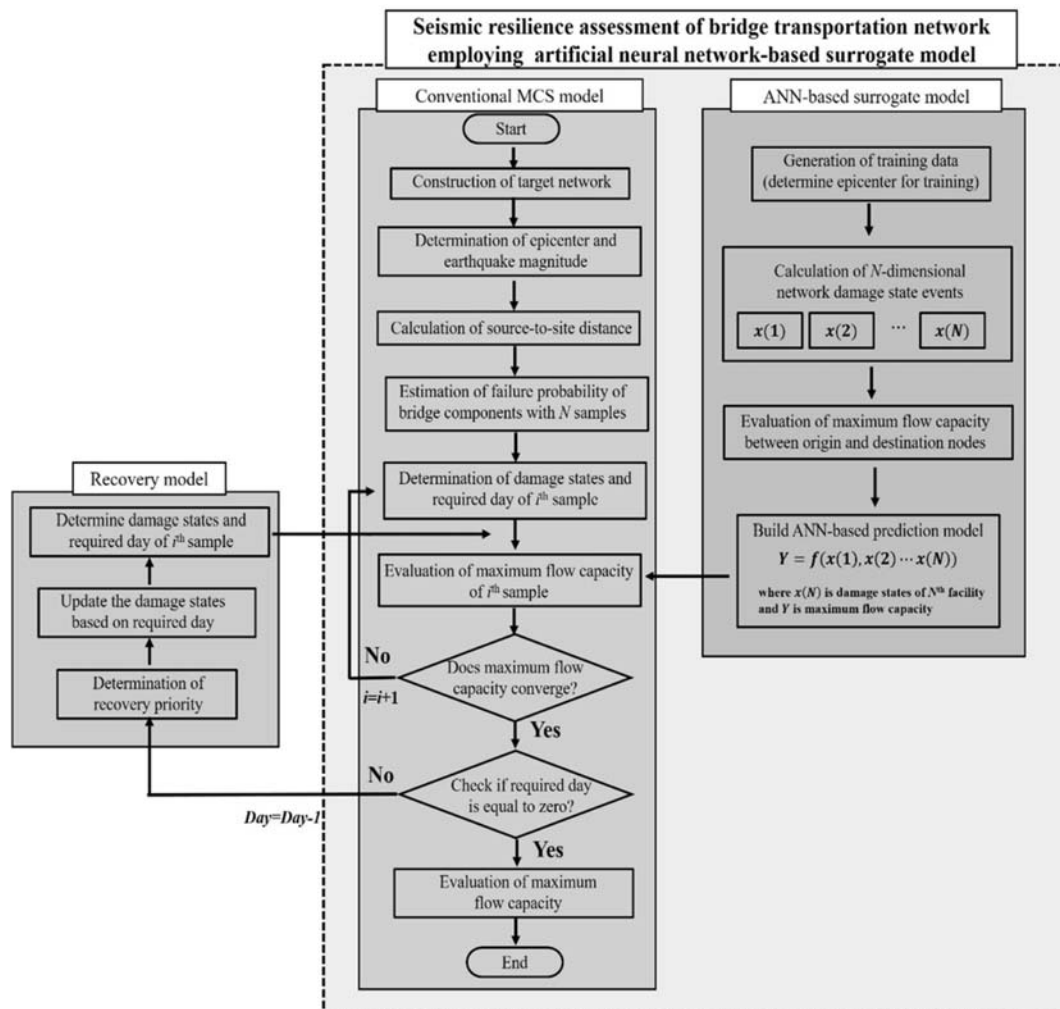 Seismic resilience assessment of bridge transportation network
employing artificial neural network-based surrogate model
Conventional MCS model
Start
Construction of target network
Determination of epicenter and
earthquake magnitude
Calculation of source-to-site distance
Estimation of failure probability of
bridge components with N samples
Determination of damage states and
required day of iᵗʰ sample
Evaluation of maximum flow capacity
of iᵗʰ sample
Does maximum flow
capacity converge?
No
i=i+1
Yes
Check if required day
is equal to zero?
No
Day=Day-1
Yes
Evaluation of maximum
flow capacity
End
ANN-based surrogate model
Generation of training data
(determine epicenter for training)
Calculation of N-dimensional
network damage state events
x(1) x(2) ⋯ x(N)
Evaluation of maximum flow capacity
between origin and destination nodes
Build ANN-based prediction model
Y = f(x(1), x(2) ⋯ x(N))
where x(N) is damage states of Nᵗʰ facility
and Y is maximum flow capacity
Recovery model
Determine damage states and
required day of iᵗʰ sample
Update the damage states
based on required day
Determination of
recovery priority